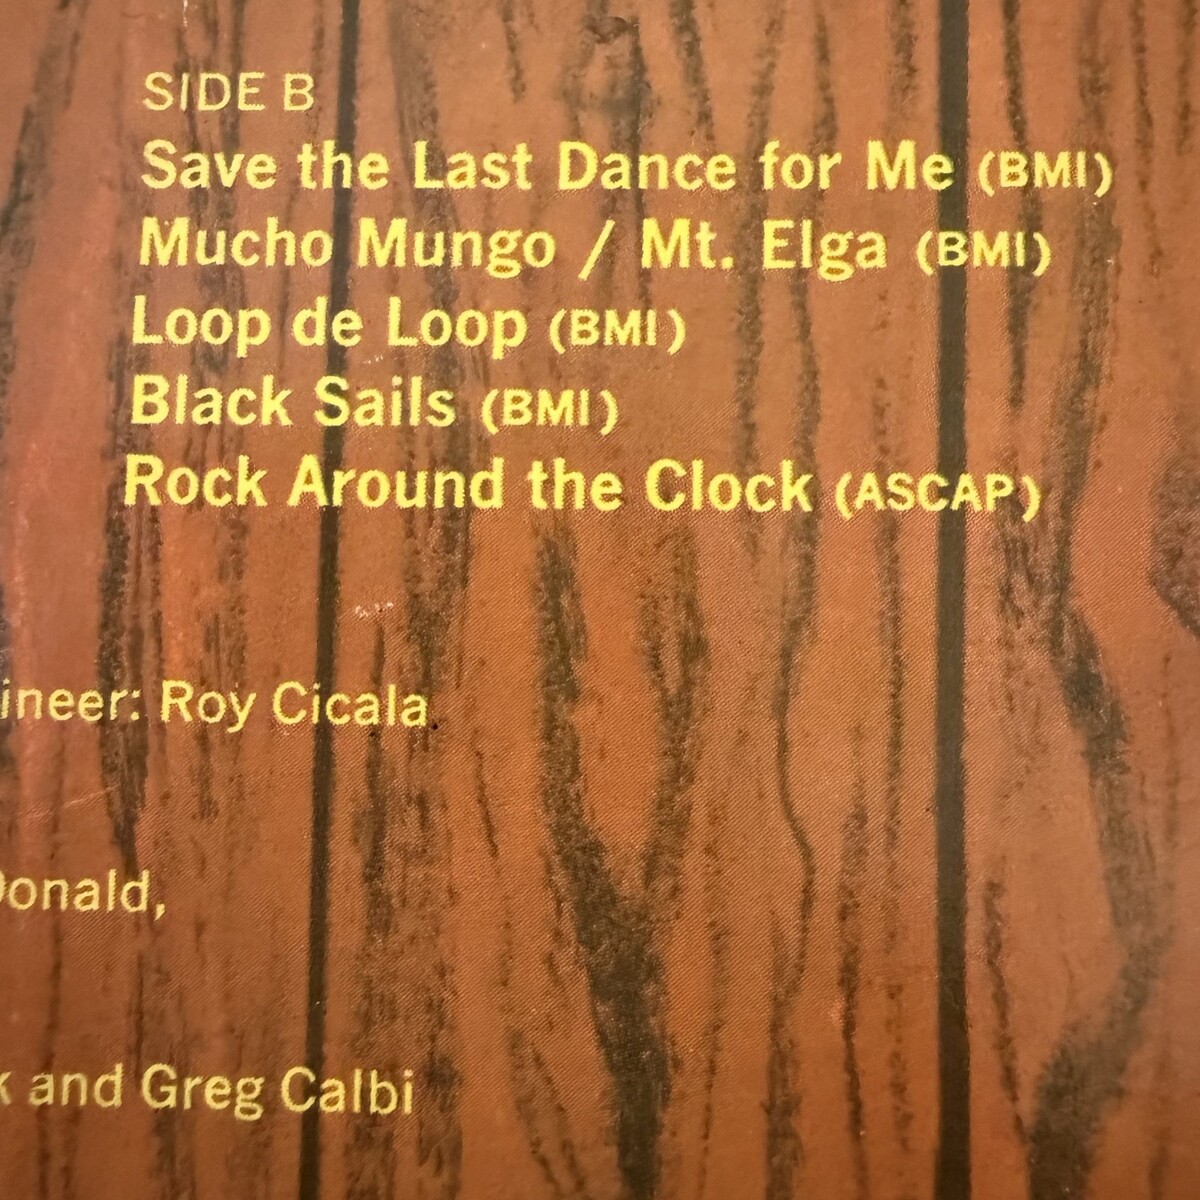 SIDE B
Save the Last Dance for Me (BMI)
Mucho Mungo / Mt. Elga (BMI)
Loop de Loop (BMI)
Black Sails (BMI)
Rock Around the Clock (ASCAP)
ineer: Roy Cicala
Donald,
k and Greg Calbi